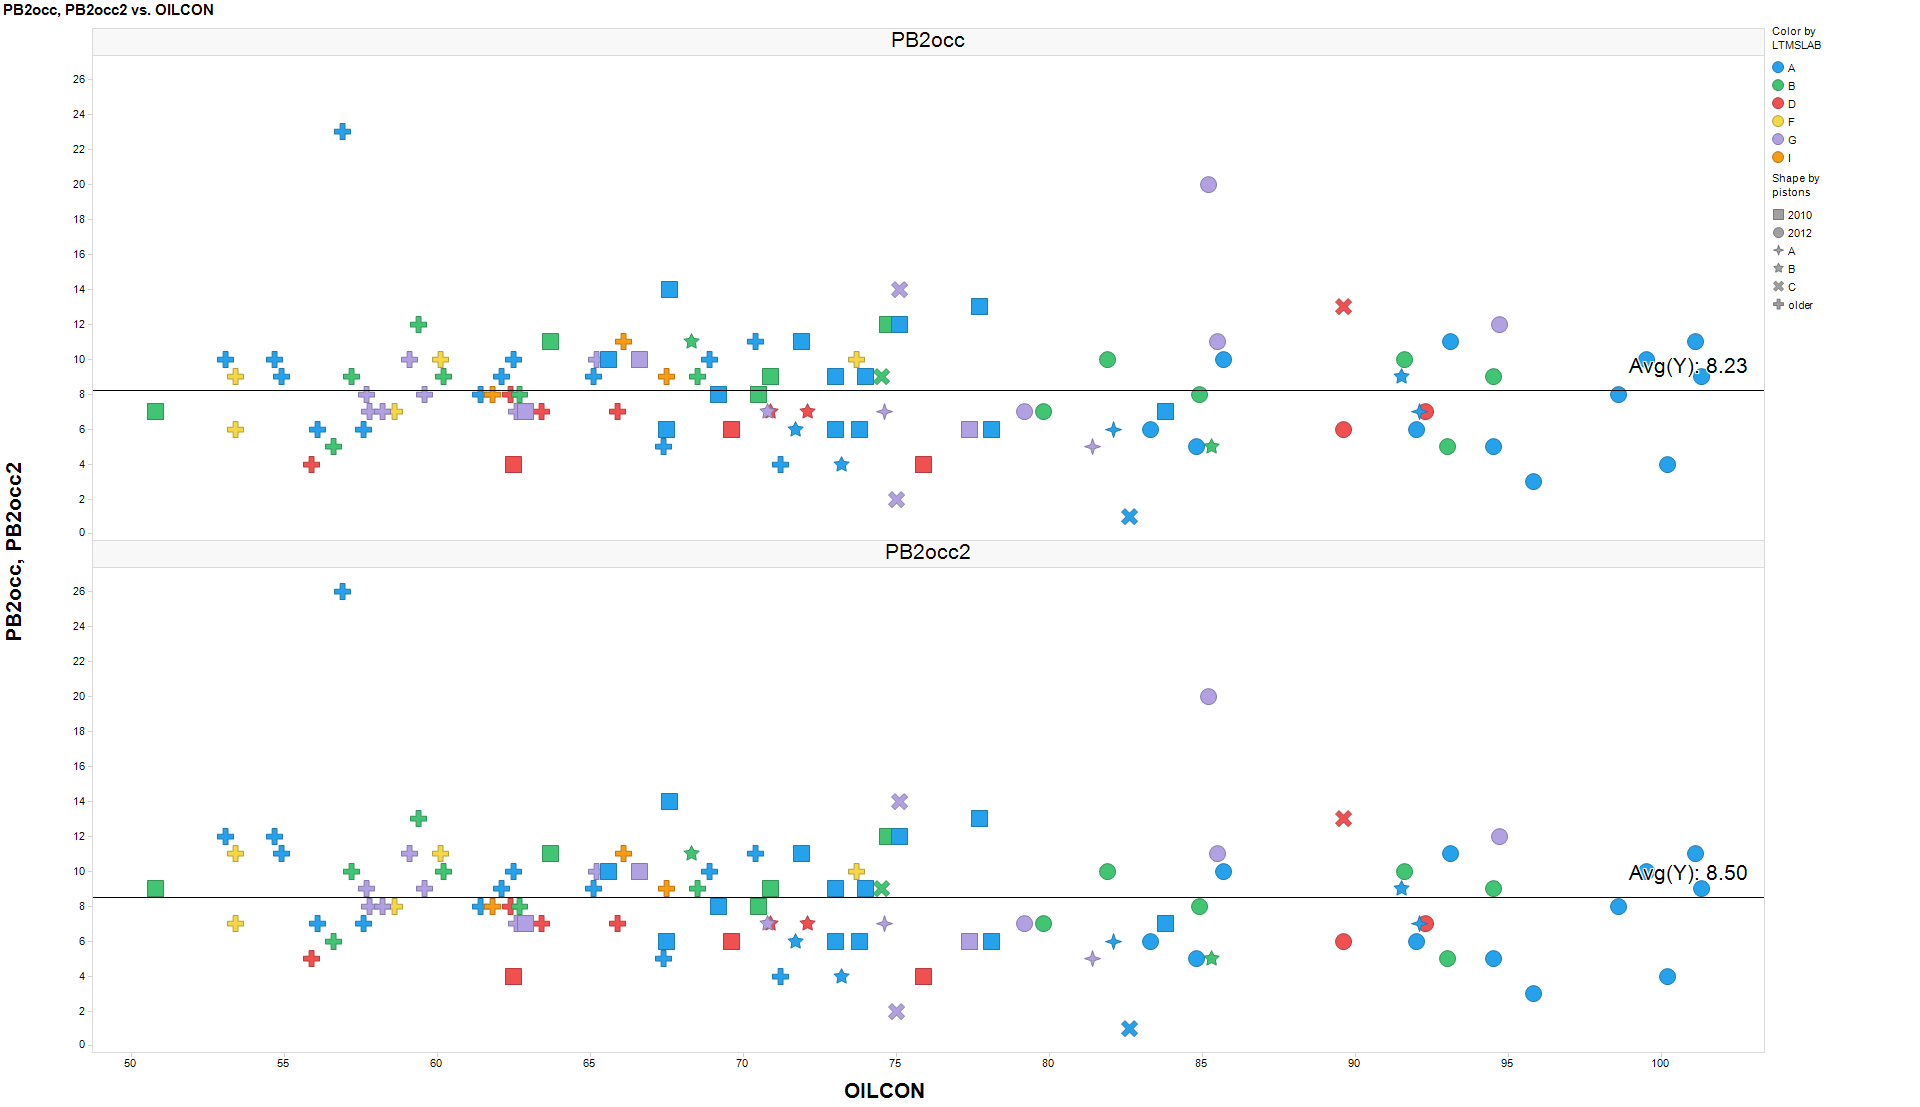 PB2occ, PB2occ2 vs. OILCON
PB2occ
26
24
22
20
18
16
14
12
10
8
6
4
2
0
Avg(Y): 8.23
PB2occ2
26
24
22
20
18
16
14
12
10
8
6
4
2
0
Avg(Y): 8.50
50 55 60 65 70 75 80 85 90 95 100
OILCON
PB2occ, PB2occ2
Color by
LTMSLAB
A
B
D
F
G
I
Shape by
pistons
2010
2012
A
B
C
older